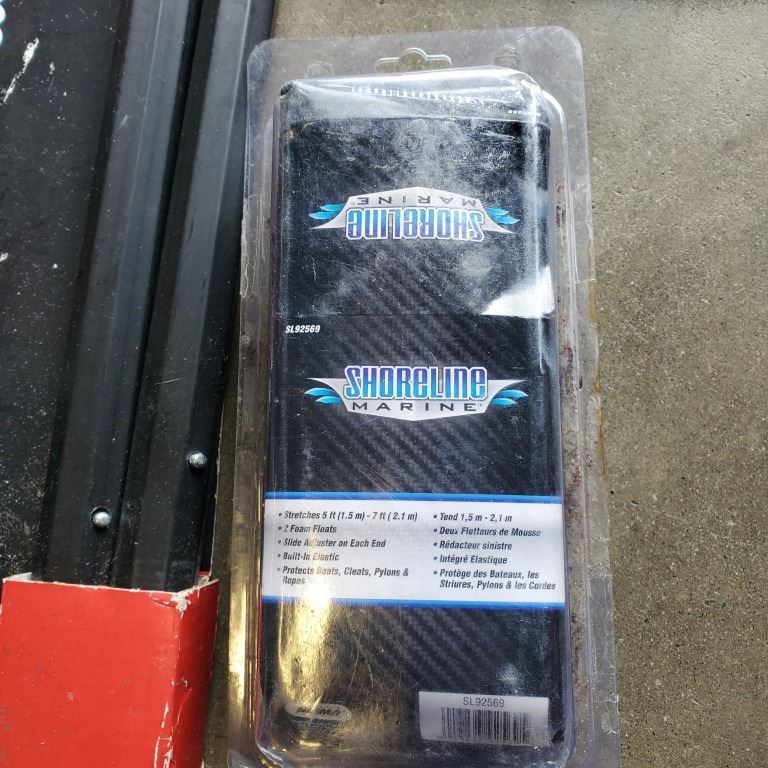 SHORELINE
MARINE
SL92569
SHORELINE
MARINE
• Stretches 5 ft (1.5 m) - 7 ft ( 2.1 m)
• 2 Foam Floats
• Slide Adjuster on Each End
• Built-In Elastic
• Protects Boats, Cleats, Pylons &
Ropes
• Tend 1,5 m - 2,1 m
• Deux Flotteurs de Mousse
• Rédacteur sinistre
• Intégré Elastique
• Protège des Bateaux, les
Striures, Pylons & les Cordes
SL92569